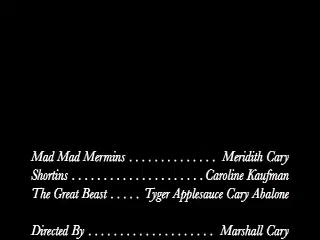 Mad Mad Mermins . . . . . . . . . . . . . . Meridith Cary
Shortins . . . . . . . . . . . . . . . . . . . . . Caroline Kaufman
The Great Beast . . . . . Tyger Applesauce Cary Abalone
Directed By . . . . . . . . . . . . . . . . . . . . Marshall Cary